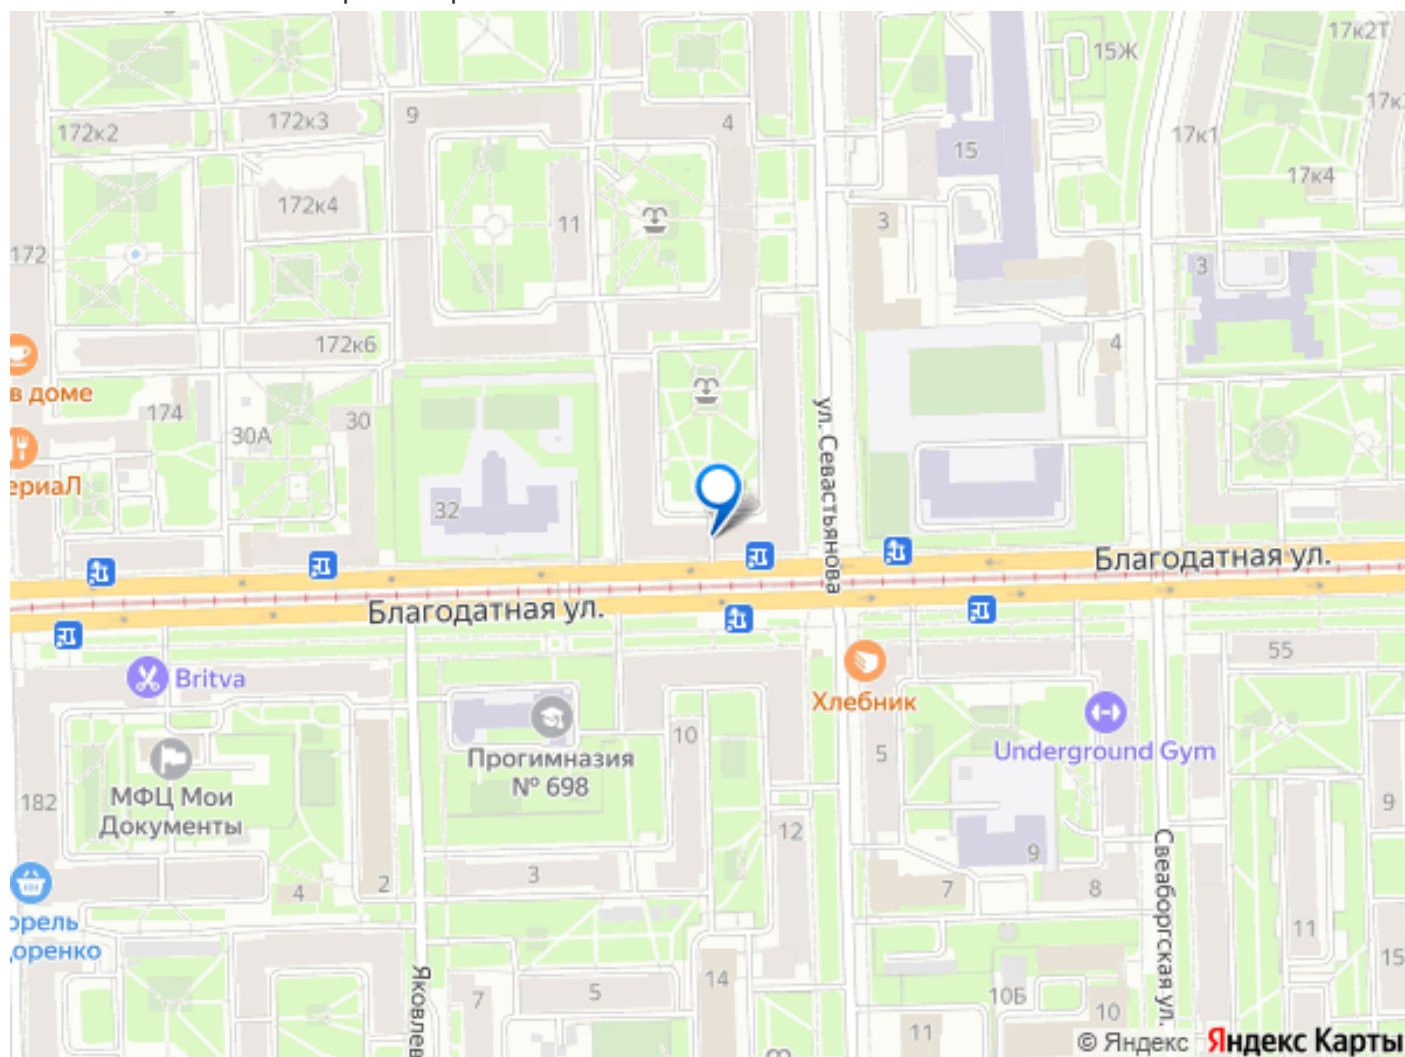 17к2Т
15Ж
17к
172к2
172к3
9
4
17к1
15
17к4
172к4
11
3
172
3
172к6
4
в доме
174
30
30А
ул. Севастьянова
ериаЛ
32
Благодатная ул.
Благодатная ул.
55
Britva
Хлебник
10
5
Underground Gym
Прогимназия
№ 698
МФЦ Мои
Документы
182
9
12
Свеаборгская ул.
9
3
2
4
7
8
орель
оренко
11
15
Яковлев
14
7
5
10Б
10
11
© Яндекс Яндекс Карты